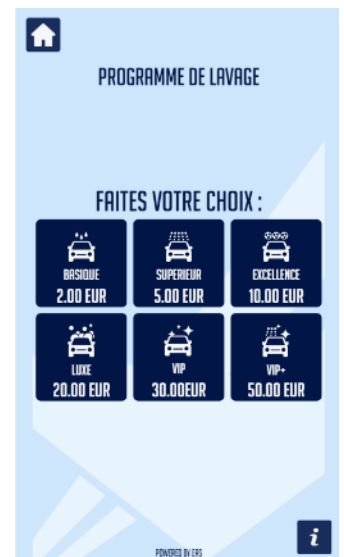 PROGRAMME DE LAVAGE
FAITES VOTRE CHOIX :
BASIQUE
2.00 EUR
SUPERIEUR
5.00 EUR
EXCELLENCE
10.00 EUR
LUXE
20.00 EUR
VIP
30.00EUR
VIP+
50.00 EUR
i
POWERED BY ERS